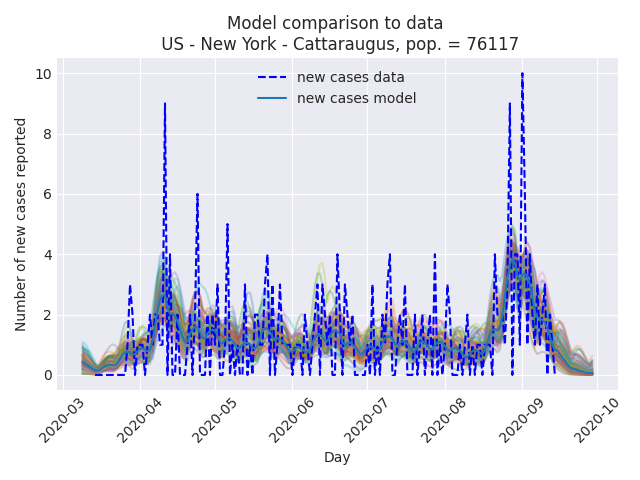 Model comparison to data
US - New York - Cattaraugus, pop. = 76117
new cases data
new cases model
Number of new cases reported
10
8
6
4
2
0
2020-03
2020-04
2020-05
2020-06
2020-07
2020-08
2020-09
2020-10
Day